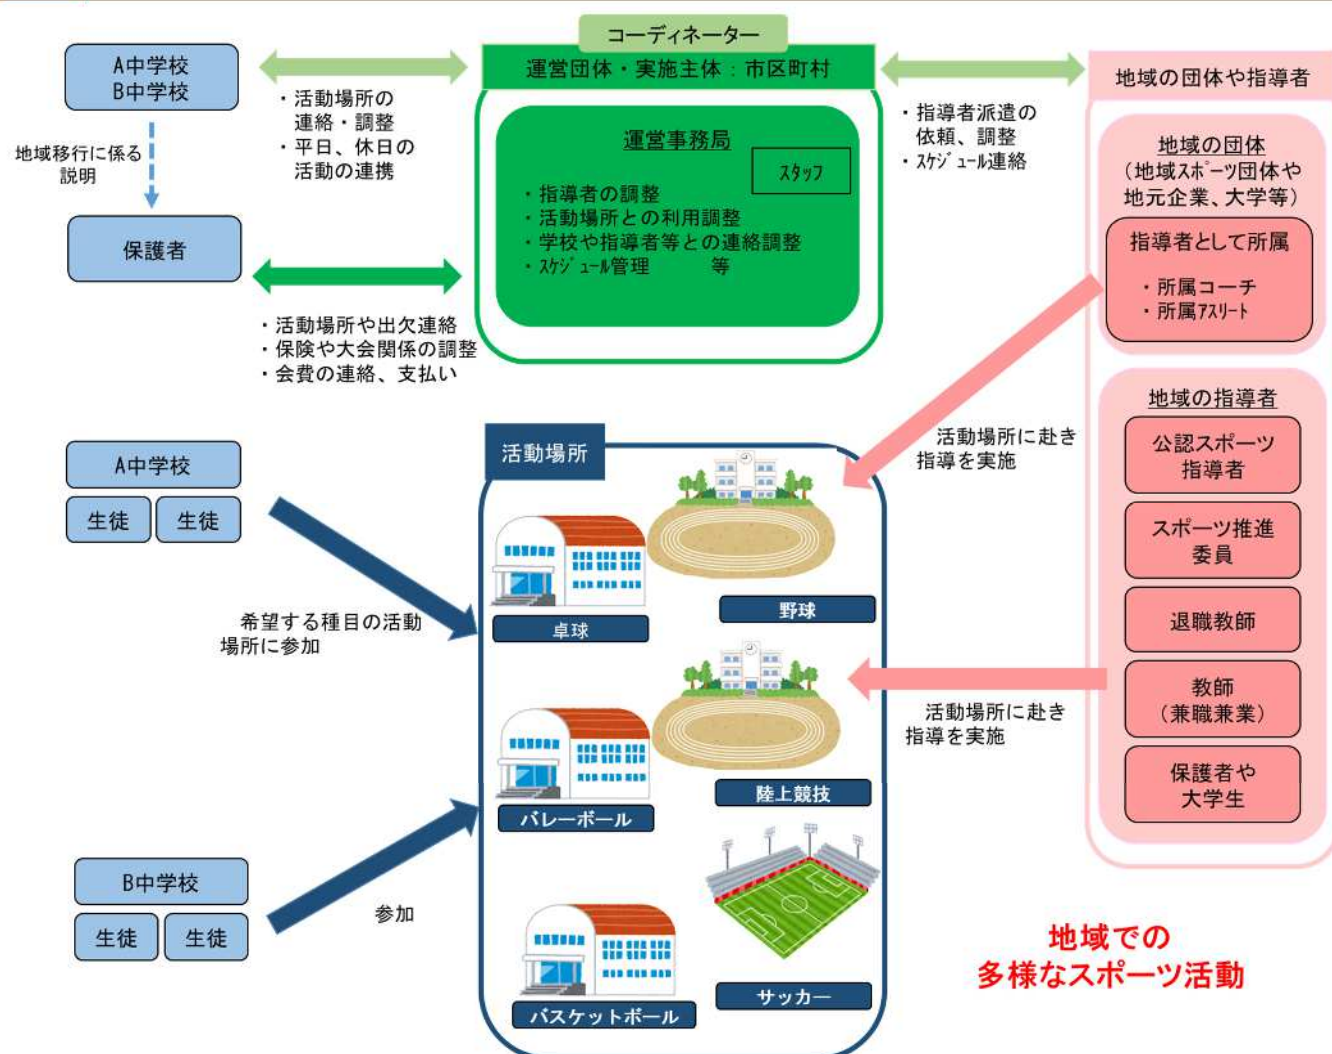 コーディネーター
運営団体・実施主体：市区町村
A中学校
B中学校
・活動場所の
連絡・調整
・平日、休日の
活動の連携
地域移行に係る
説明
保護者
・活動場所や出欠連絡
・保険や大会関係の調整
・会費の連絡、支払い
運営事務局
スタッフ
・指導者の調整
・活動場所との利用調整
・学校や指導者等との連絡調整
・スケジュール管理　　　等
・指導者派遣の
依頼、調整
・スケジュール連絡
地域の団体や指導者
地域の団体
（地域スポーツ団体や
地元企業、大学等）
指導者として所属
・所属コーチ
・所属アスリート
活動場所に赴き
指導を実施
地域の指導者
公認スポーツ
指導者
スポーツ推進
委員
退職教師
教師
（兼職兼業）
保護者や
大学生
活動場所に赴き
指導を実施
A中学校
生徒
生徒
希望する種目の活動
場所に参加
B中学校
生徒
生徒
参加
活動場所
野球
卓球
陸上競技
バレーボール
サッカー
バスケットボール
地域での
多様なスポーツ活動